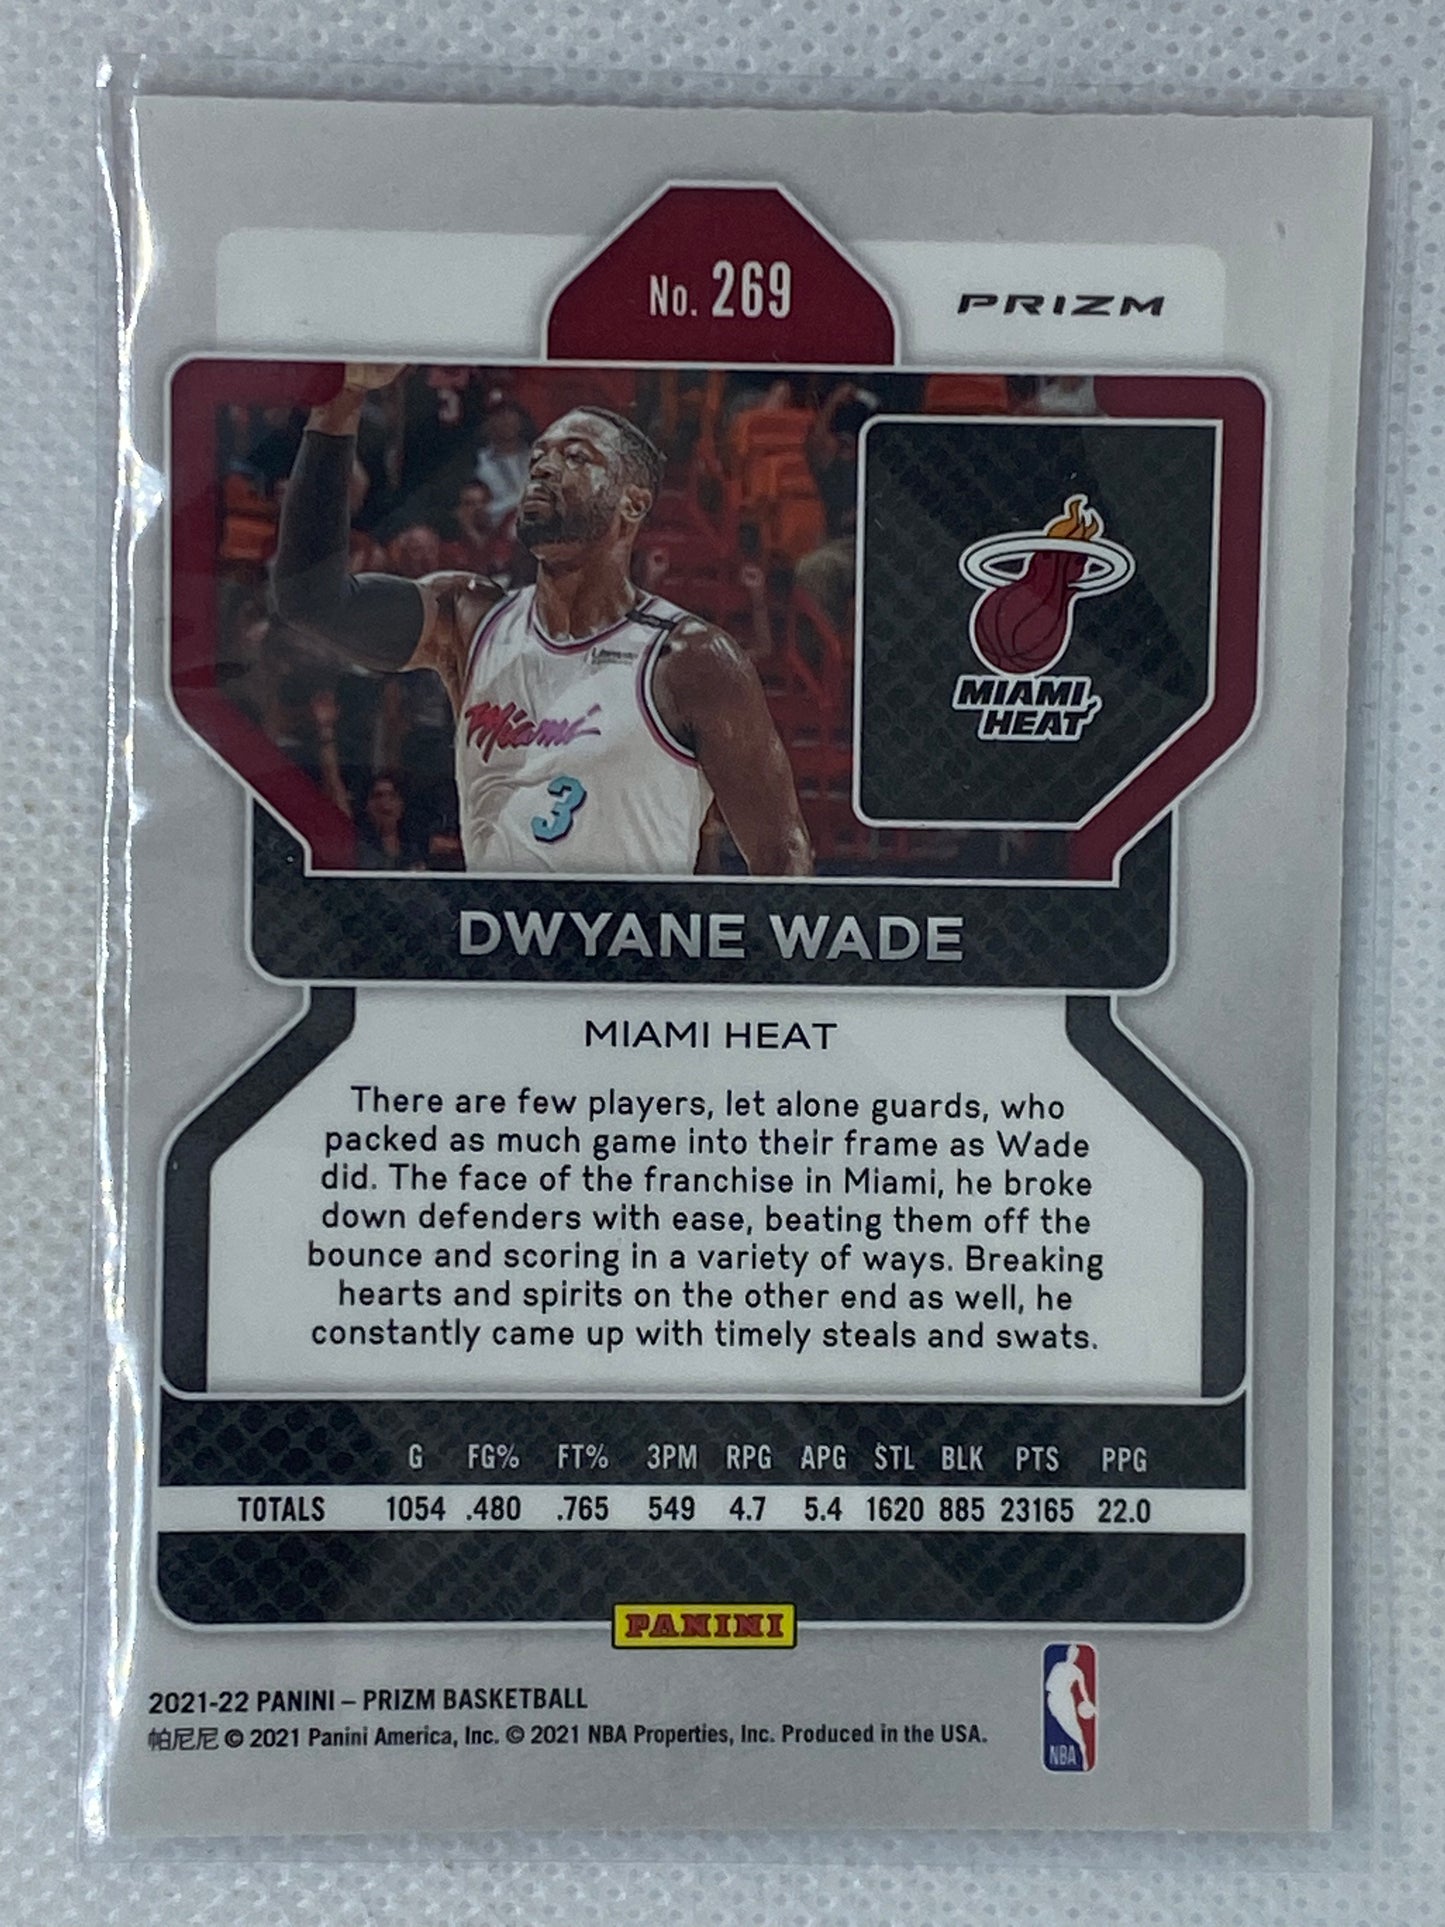 No. 269
PRIZM
Miami
3
MIAMI
HEAT
DWYANE WADE
MIAMI HEAT
There are few players, let alone guards, who
packed as much game into their frame as Wade
did. The face of the franchise in Miami, he broke
down defenders with ease, beating them off the
bounce and scoring in a variety of ways. Breaking
hearts and spirits on the other end as well, he
constantly came up with timely steals and swats.
G FG% FT% 3PM RPG APG STL BLK PTS PPG
TOTALS 1054 .480 .765 549 4.7 5.4 1620 885 23165 22.0
PANINI
2021-22 PANINI – PRIZM BASKETBALL
帕尼尼 © 2021 Panini America, Inc. © 2021 NBA Properties, Inc. Produced in the USA.
NBA